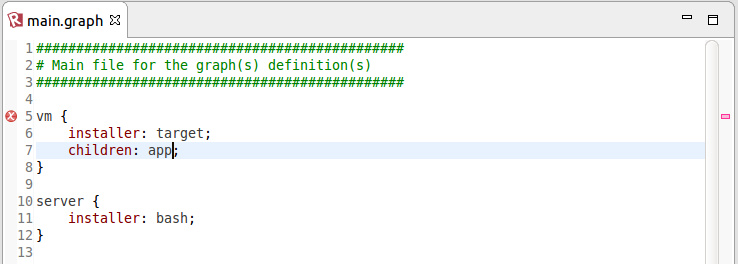 main.graph
1 ##############################################
2 # Main file for the graph(s) definition(s)
3 ##############################################
4
5 vm {
6     installer: target;
7     children: app;
8 }
9
10 server {
11     installer: bash;
12 }
13